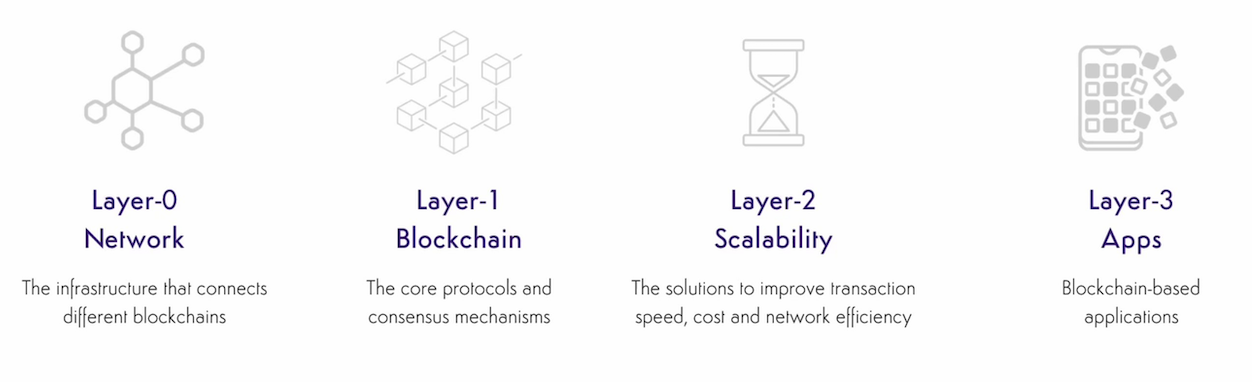 Layer-0
Network
The infrastructure that connects
different blockchains
Layer-1
Blockchain
The core protocols and
consensus mechanisms
Layer-2
Scalability
The solutions to improve transaction
speed, cost and network efficiency
Layer-3
Apps
Blockchain-based
applications